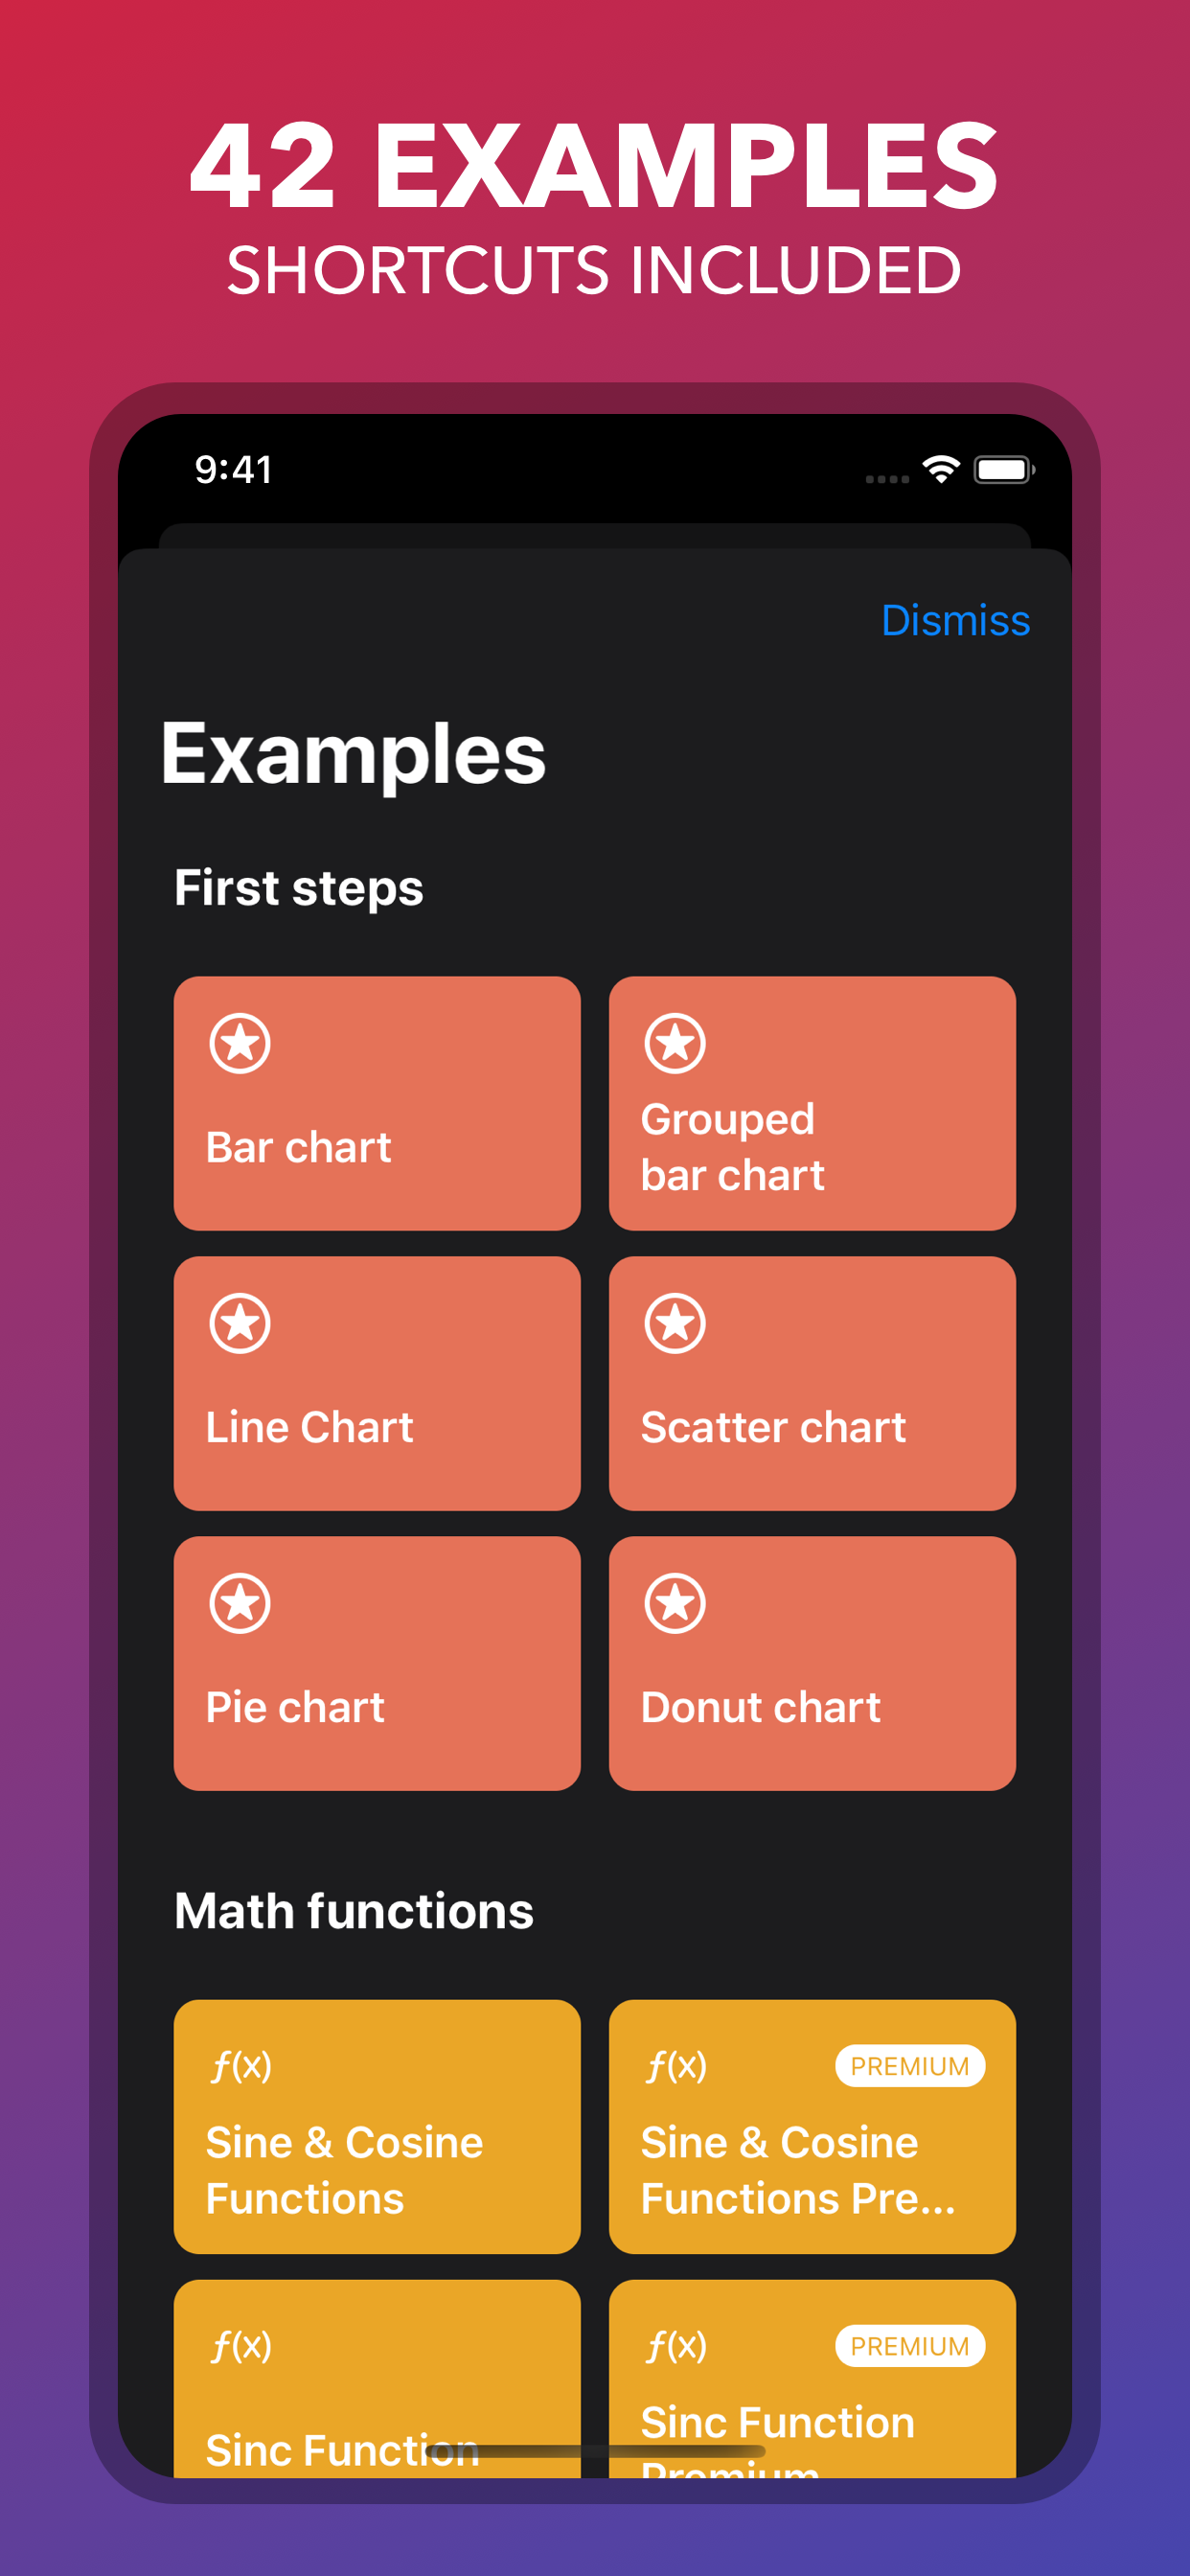 42 EXAMPLES
SHORTCUTS INCLUDED
9:41
Dismiss
Examples
First steps
Bar chart
Grouped
bar chart
Line Chart
Scatter chart
Pie chart
Donut chart
Math functions
f(x)
Sine & Cosine
Functions
f(x)
PREMIUM
Sine & Cosine
Functions Pre...
f(x)
Sinc Function
f(x)
PREMIUM
Sinc Function
Premium